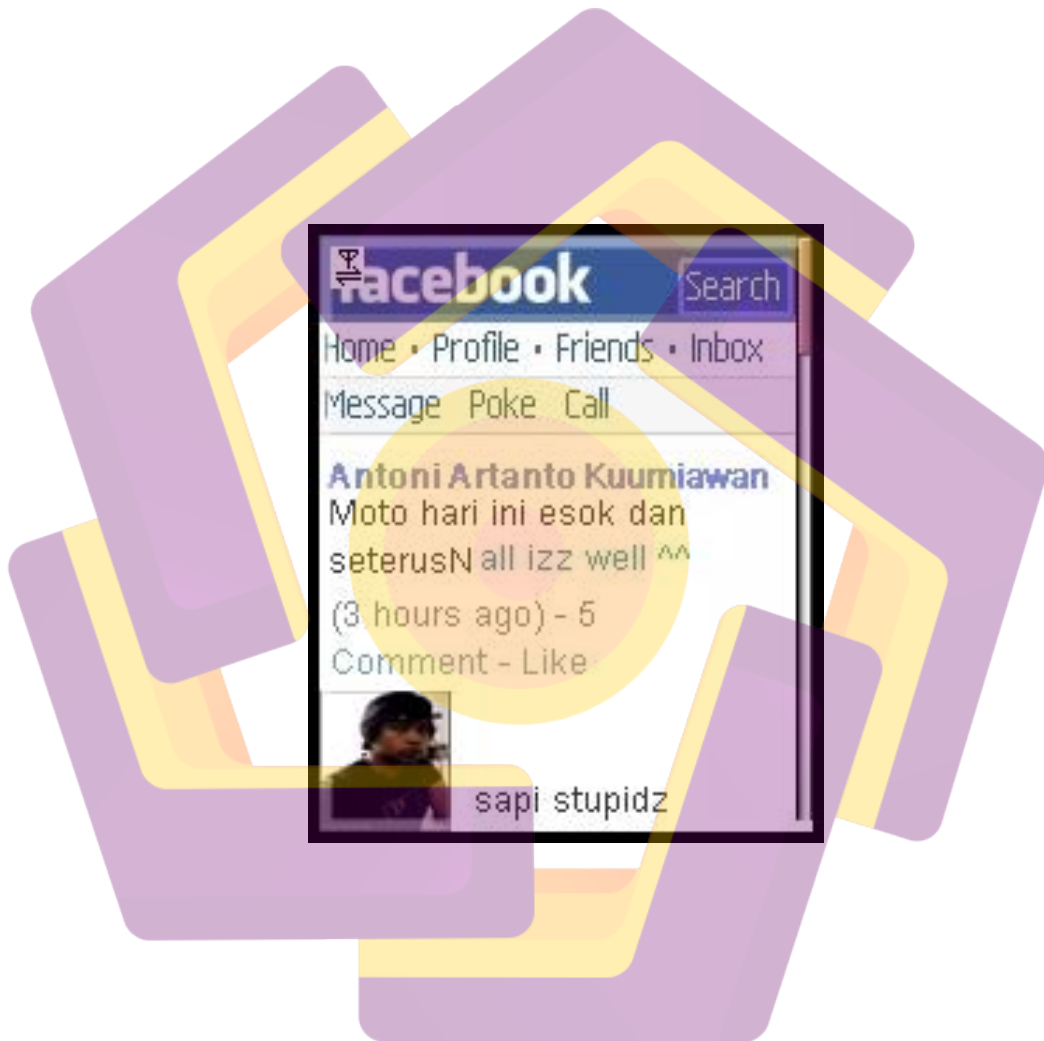 facebook Search
Home • Profile • Friends • Inbox
Message Poke Call
Antoni Artanto Kuurniawan
Moto hari ini esok dan
seterusN all izz well ^^
(3 hours ago) - 5
Comment - Like
sapi stupidz